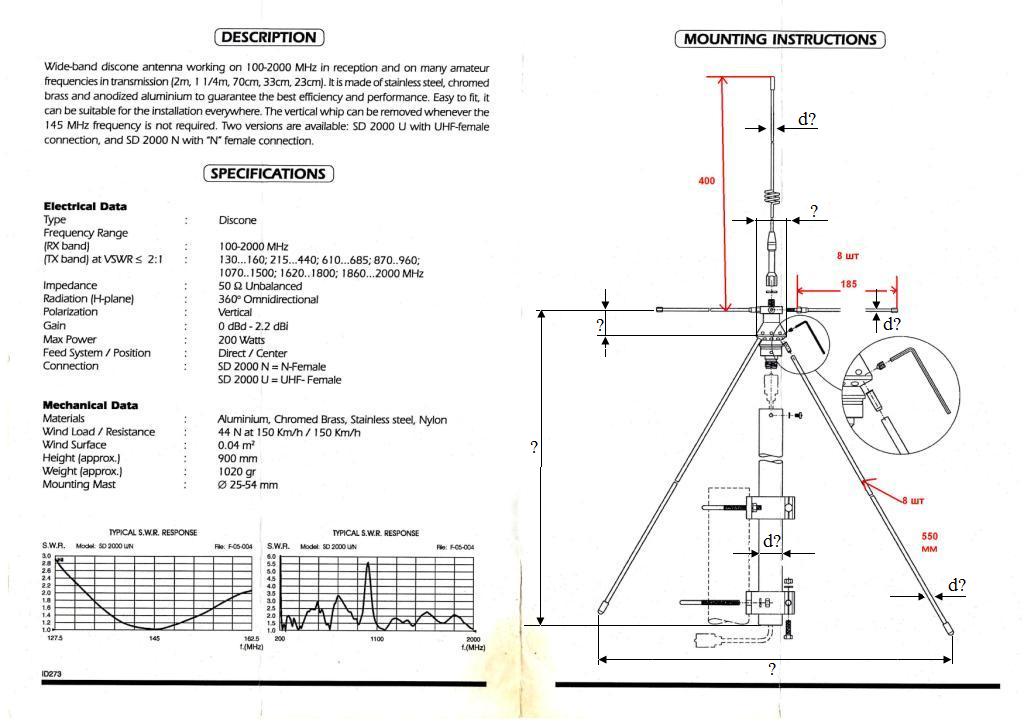 DESCRIPTION
Wide-band discone antenna working on 100-2000 MHz in reception and on many amateur
frequencies in transmission (2m, 1 1/4m, 70cm, 33cm, 23cm). It is made of stainless steel, chromed
brass and anodized aluminium to guarantee the best efficiency and performance. Easy to fit, it
can be suitable for the installation everywhere. The vertical whip can be removed whenever the
145 MHz frequency is not required. Two versions are available: SD 2000 U with UHF-female
connection, and SD 2000 N with "N" female connection.
SPECIFICATIONS
Electrical Data
Type : Discone
Frequency Range
(RX band) : 100-2000 MHz
(TX band) at VSWR ≤ 2:1 : 130...160; 215...440; 610...685; 870..960;
1070..1500; 1620..1800; 1860...2000 MHz
Impedance : 50 Ω Unbalanced
Radiation (H-plane) : 360° Omnidirectional
Polarization : Vertical
Gain : 0 dBd - 2.2 dBi
Max Power : 200 Watts
Feed System / Position : Direct / Center
Connection : SD 2000 N = N-Female
SD 2000 U = UHF- Female
Mechanical Data
Materials : Aluminium, Chromed Brass, Stainless steel, Nylon
Wind Load / Resistance : 44 N at 150 Km/h / 150 Km/h
Wind Surface : 0.04 m²
Height (approx.) : 900 mm
Weight (approx.) : 1020 gr
Mounting Mast : Ø 25-54 mm
TYPICAL S.W.R. RESPONSE
S.W.R. Model: SD 2000 U/N File: F-05-004
3.0
2.8
2.6
2.4
2.2
2.0
1.8
1.6
1.4
1.2
1.0
127.5 145 162.5
f.(MHz)
TYPICAL S.W.R. RESPONSE
S.W.R. Model: SD 2000 U/N File: F-05-004
6.0
5.5
5.0
4.5
4.0
3.5
3.0
2.5
2.0
1.5
1.0
200 1100 2000
f.(MHz)
ID273
MOUNTING INSTRUCTIONS
d?
400
?
8 шт
185
?
d?
?
8 шт
550
мм
d?
d?
?